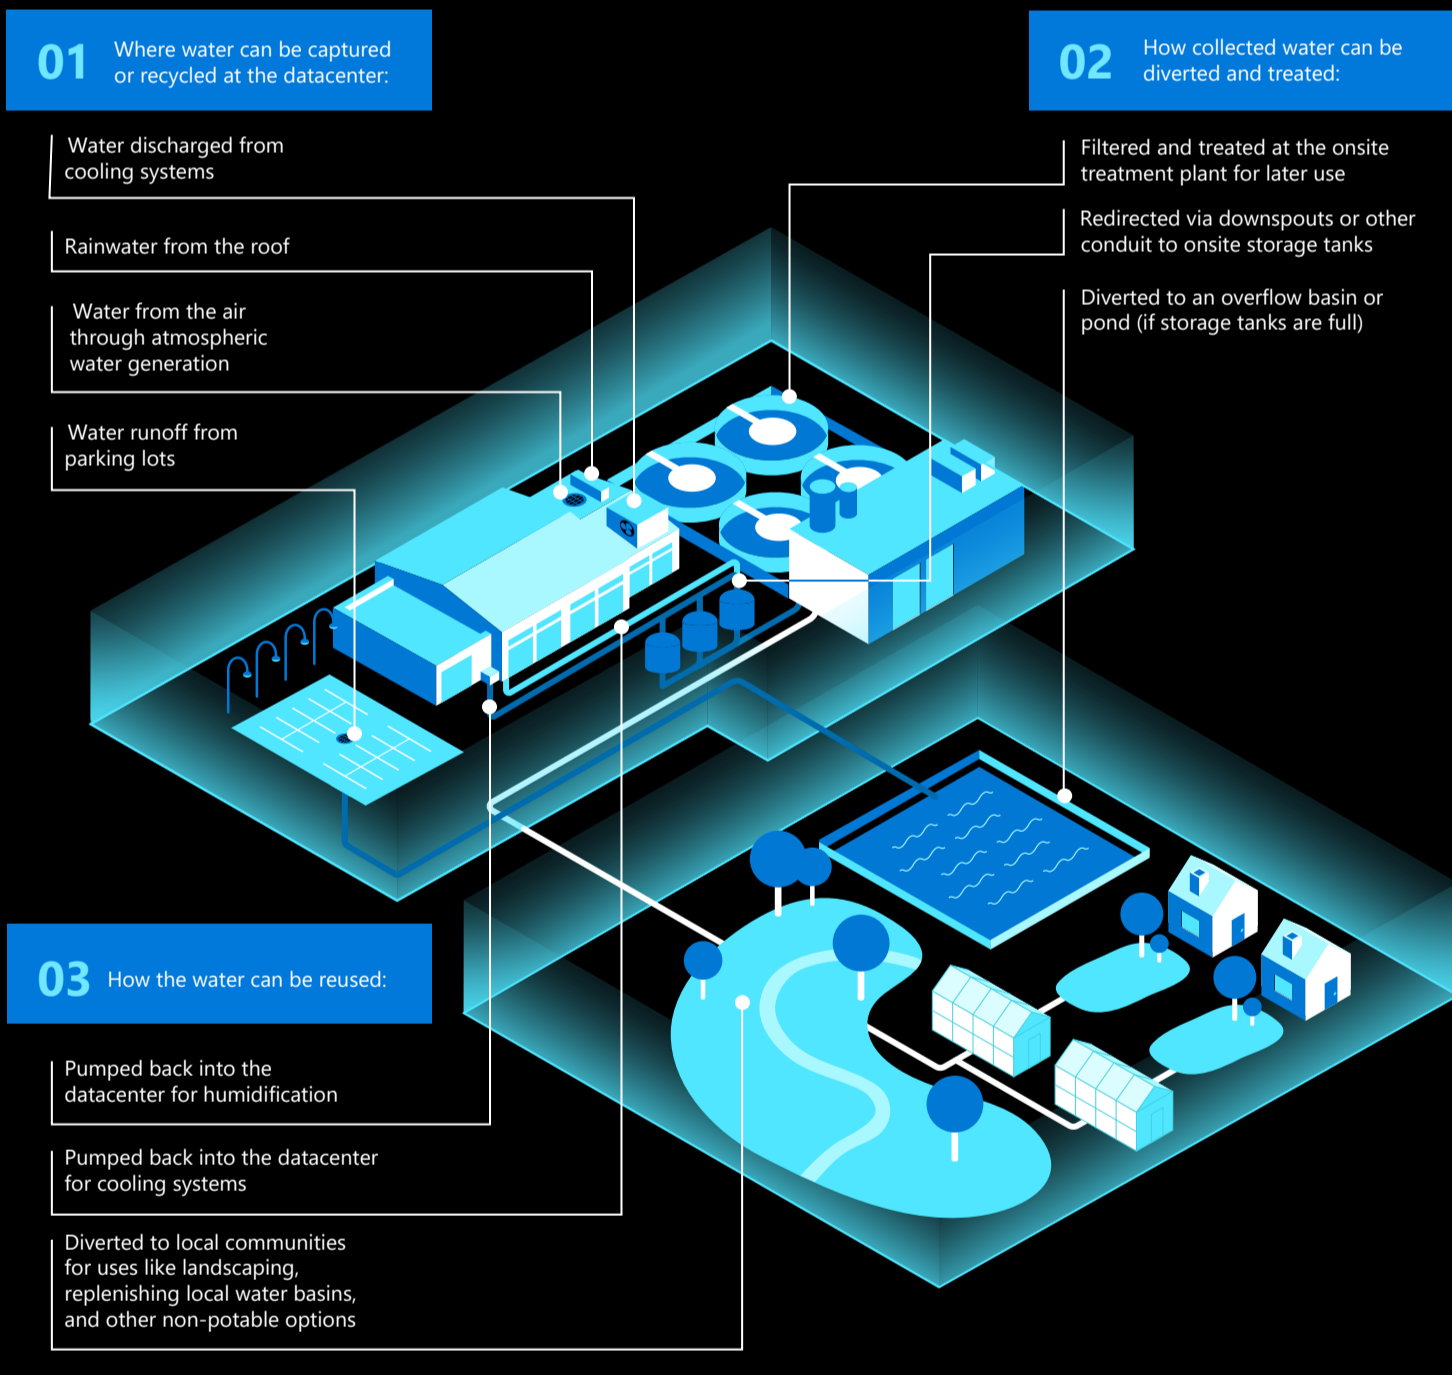 01
Where water can be captured
or recycled at the datacenter:
Water discharged from
cooling systems
Rainwater from the roof
Water from the air
through atmospheric
water generation
Water runoff from
parking lots
02
How collected water can be
diverted and treated:
Filtered and treated at the onsite
treatment plant for later use
Redirected via downspouts or other
conduit to onsite storage tanks
Diverted to an overflow basin or
pond (if storage tanks are full)
03
How the water can be reused:
Pumped back into the
datacenter for humidification
Pumped back into the datacenter
for cooling systems
Diverted to local communities
for uses like landscaping,
replenishing local water basins,
and other non-potable options